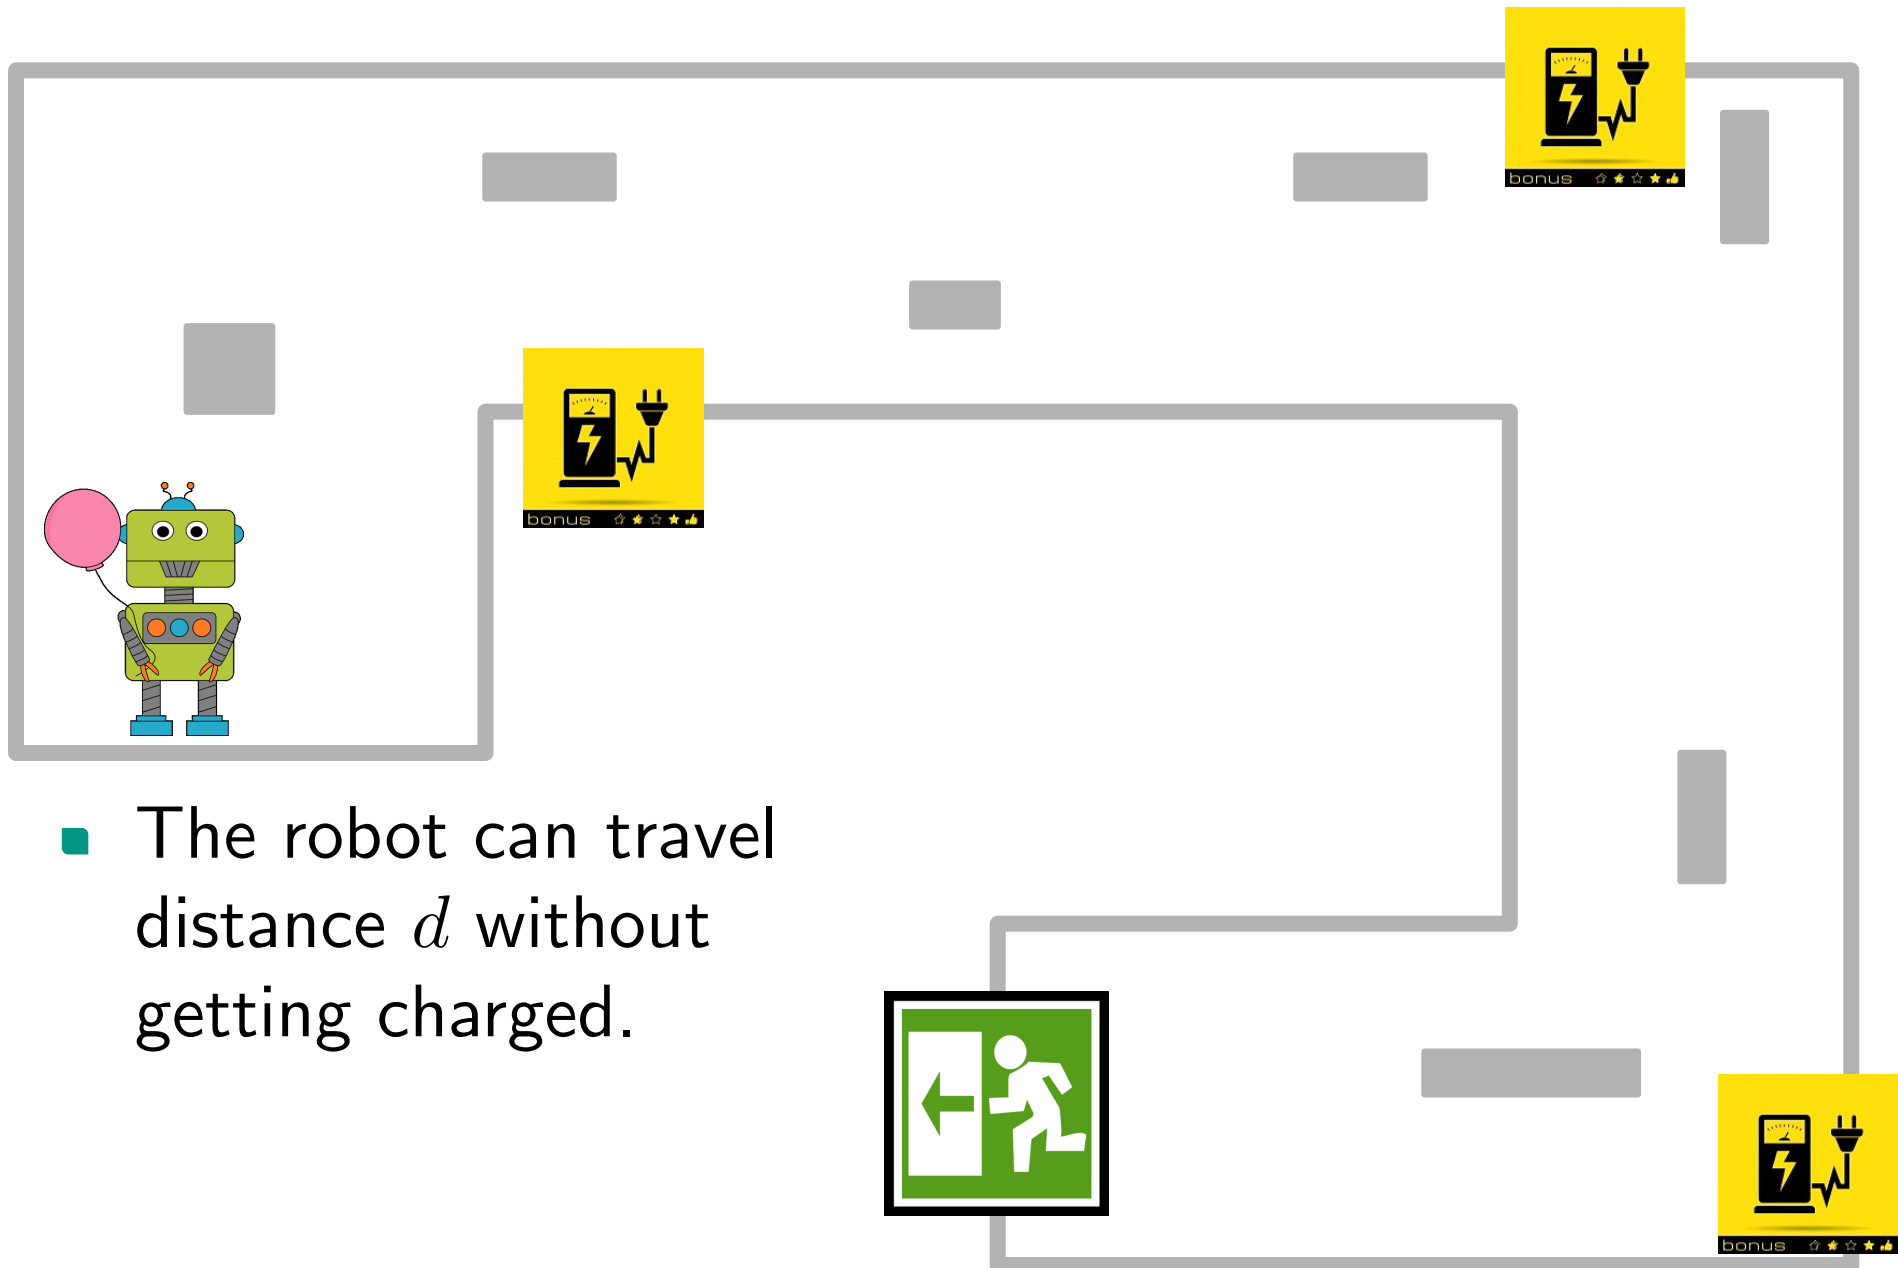 bonus
bonus
The robot can travel
distance d without
getting charged.
bonus